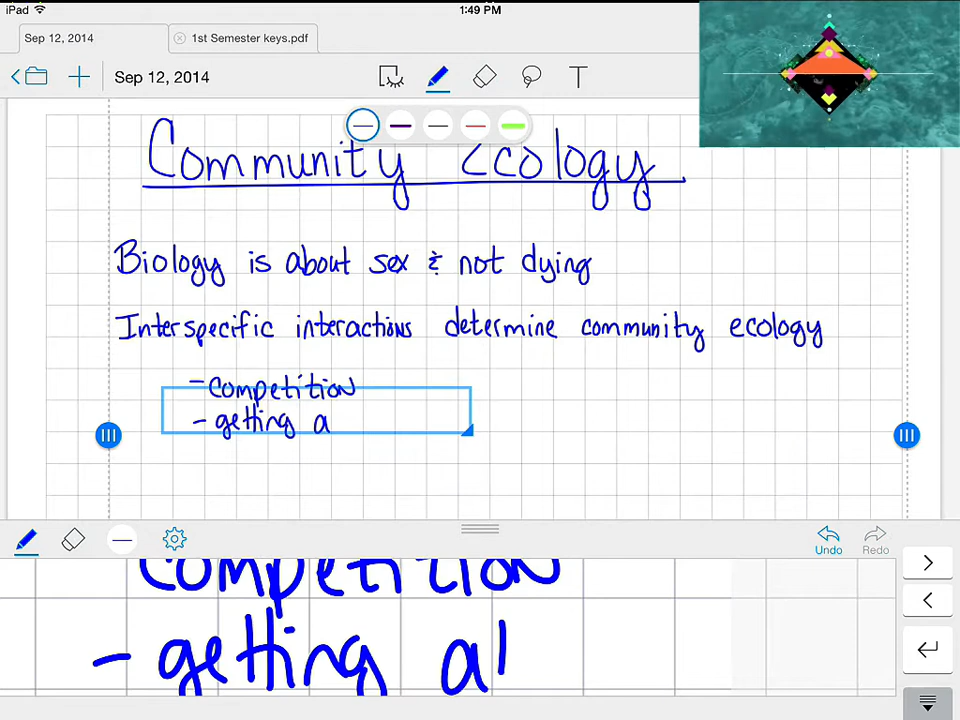 iPad
1:49 PM
Sep 12, 2014
1st Semester keys.pdf
Sep 12, 2014
T
Community Ecology
Biology is about sex & not dying
Interspecific interactions determine community ecology
- competition
- getting a
Undo
Redo
competition
- getting al